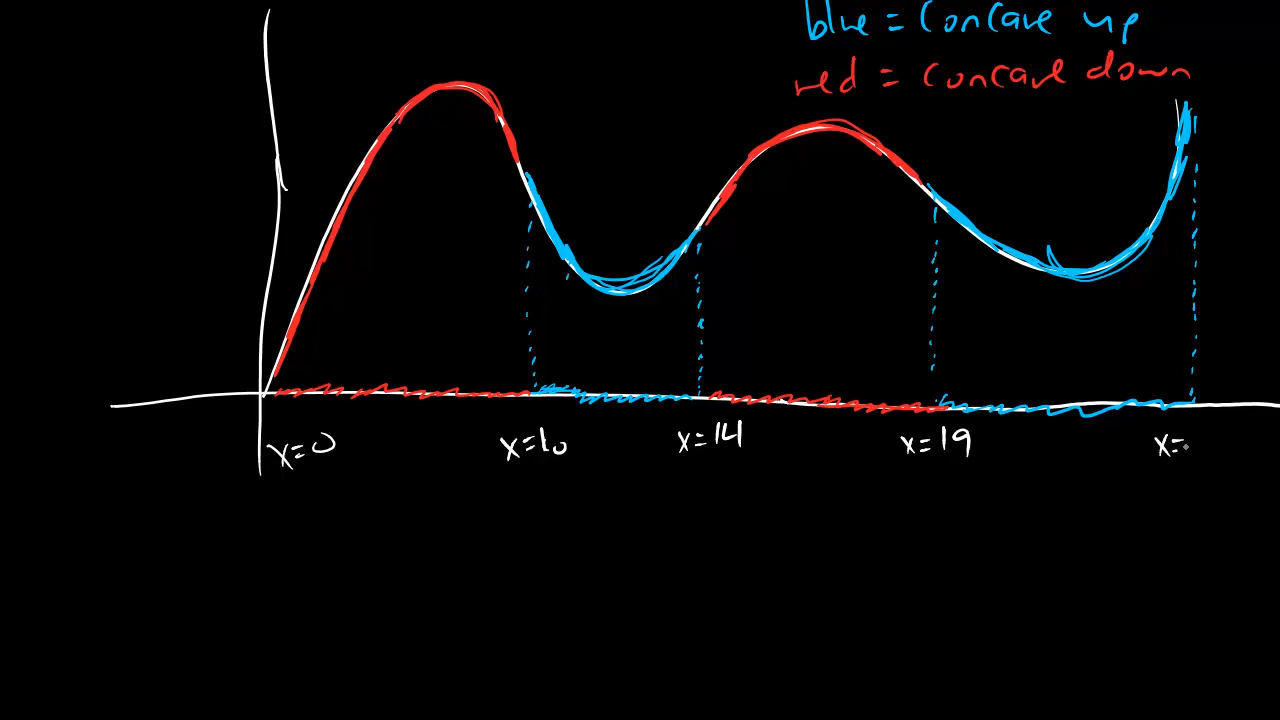 blue = Concave up
red = Concave down
x=0
x=10
x=14
x=19
x=